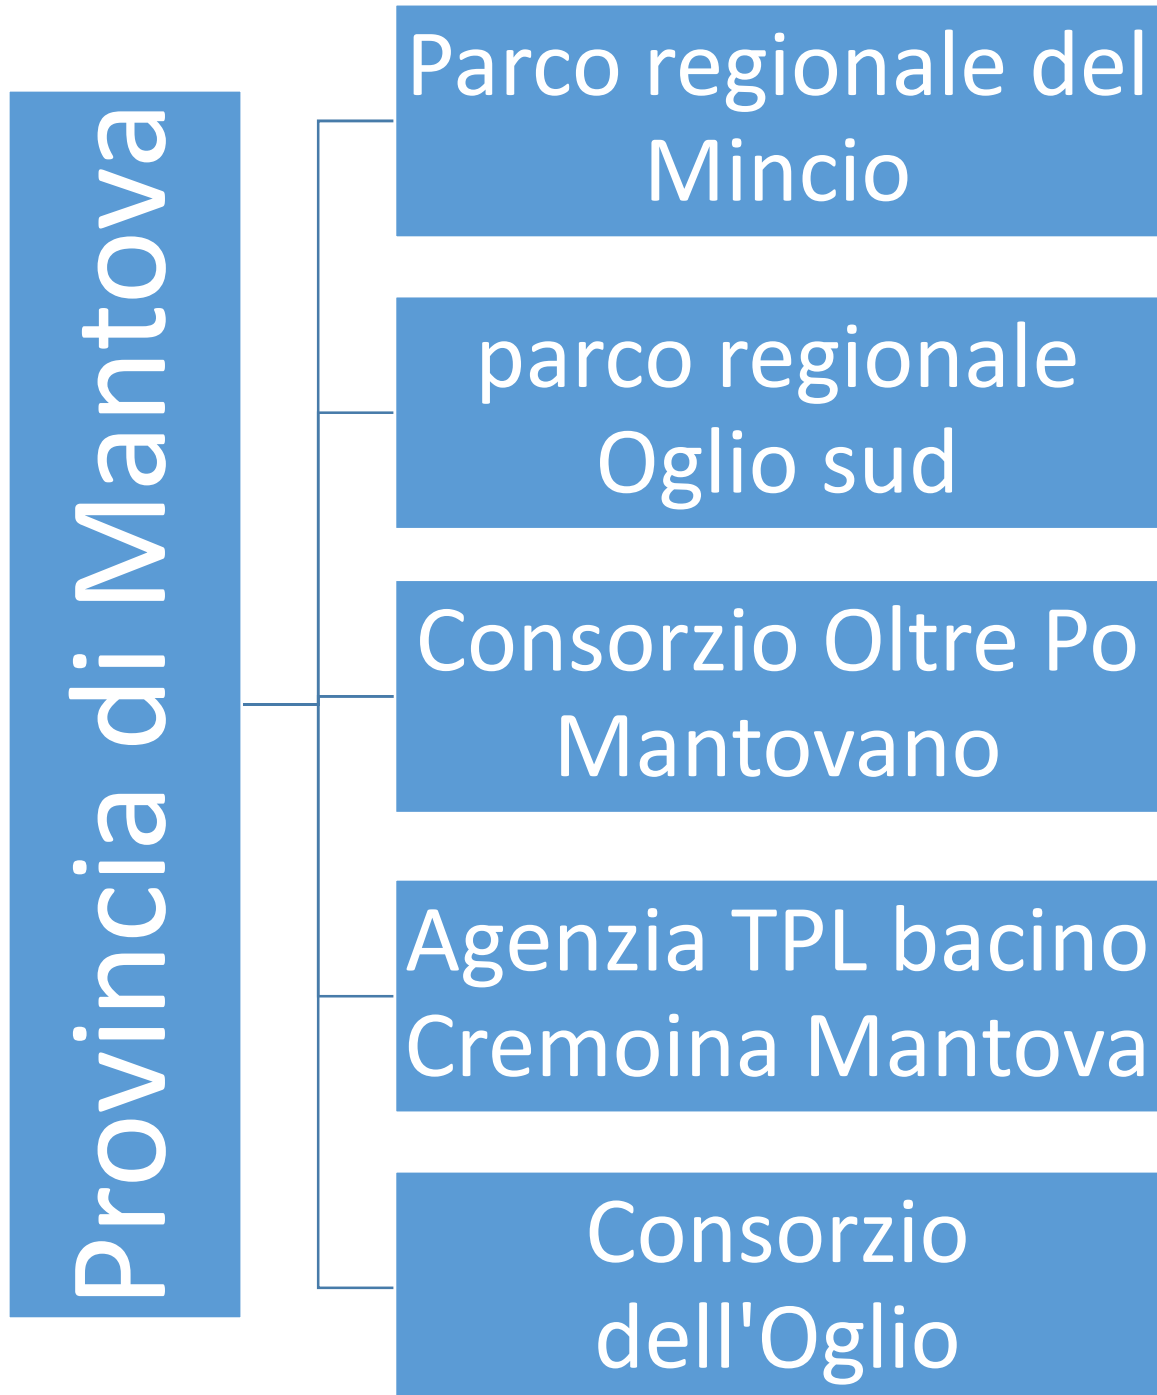 Provincia di Mantova
Parco regionale del
Mincio
parco regionale
Oglio sud
Consorzio Oltre Po
Mantovano
Agenzia TPL bacino
Cremoina Mantova
Consorzio
dell'Oglio